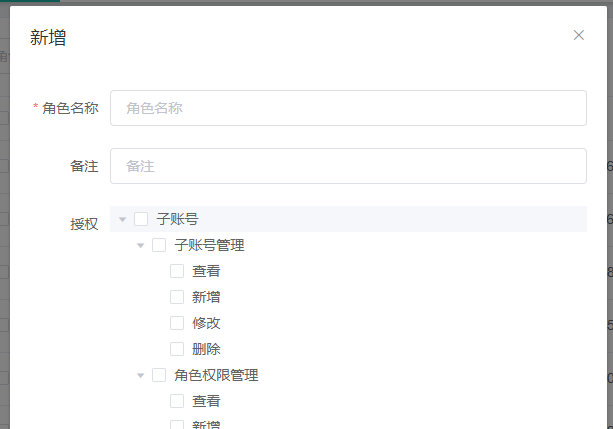 新增
* 角色名称 角色名称
备注 备注
授权 子账号
子账号管理
查看
新增
修改
删除
角色权限管理
查看
新增